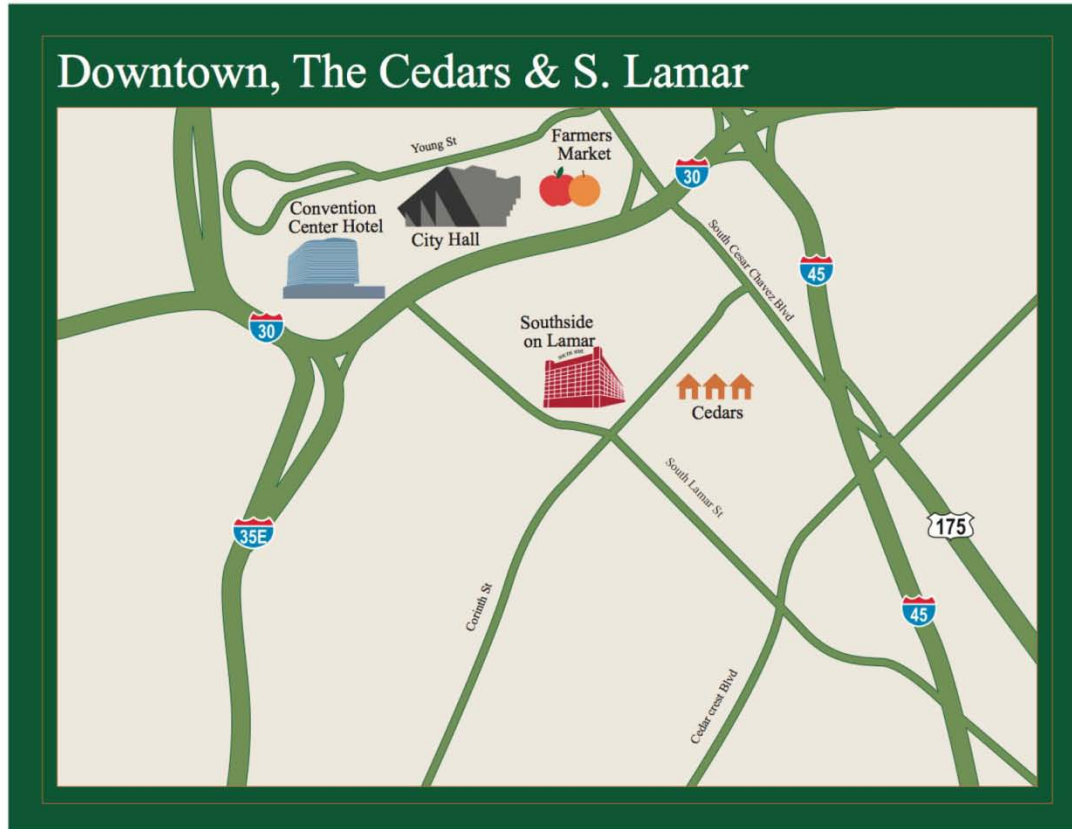 Downtown, The Cedars & S. Lamar
Young St
Farmers
Market
30
Convention
Center Hotel
City Hall
South Cesar Chavez Blvd
45
30
Southside
on Lamar
Cedars
South Lamar St
35E
175
Corinth St
45
Cedar crest Blvd